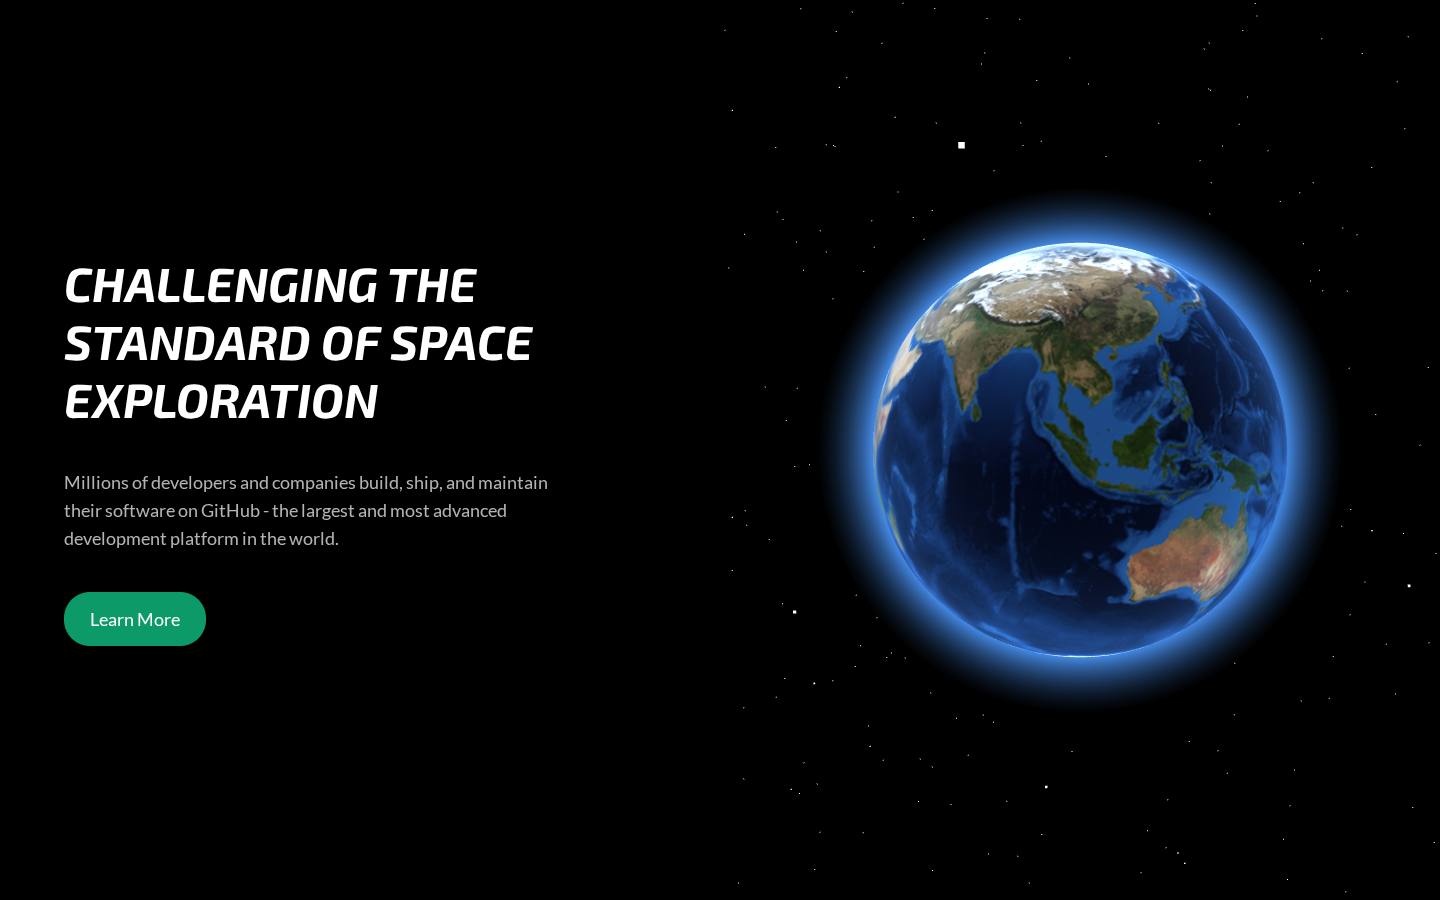 CHALLENGING THE
STANDARD OF SPACE
EXPLORATION
Millions of developers and companies build, ship, and maintain
their software on GitHub - the largest and most advanced
development platform in the world.
Learn More